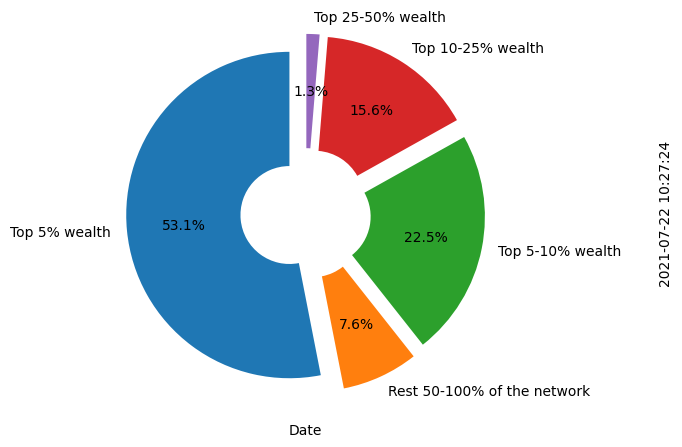 Top 25-50% wealth
Top 10-25% wealth
1.3%
15.6%
2021-07-22 10:27:24
53.1%
Top 5% wealth
22.5%
Top 5-10% wealth
7.6%
Rest 50-100% of the network
Date